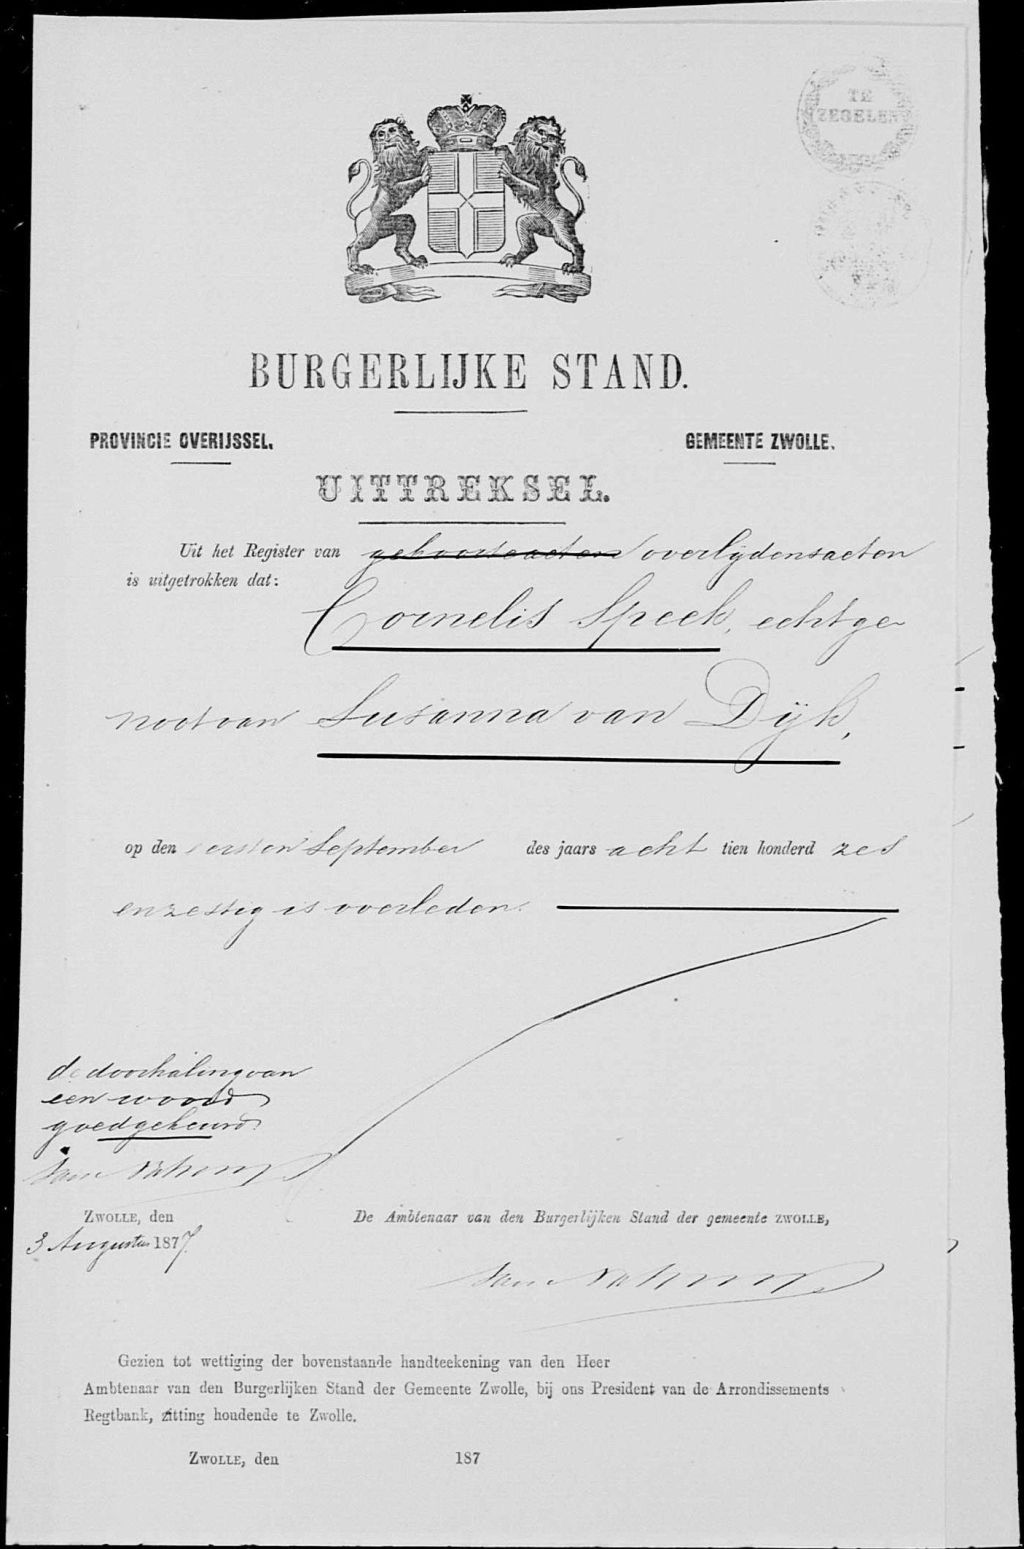 TE
ZEGELEN
BURGERLIJKE STAND.
PROVINCIE OVERIJSSEL.
GEMEENTE ZWOLLE.
UITTREKSEL.
Uit het Register van geboorteacten overlijdensacten
is uitgetrokken dat:
Cornelis Speek, echtge-
noot van Susanna van Dijk,
op den eersten September des jaars acht tien honderd zes
en zestig is overleden.
de doorhaling van
een woord
goedgekeurd
ZWOLLE, den
3 Augustus 1877.
De Ambtenaar van den Burgerlijken Stand der gemeente ZWOLLE,
Gezien tot wettiging der bovenstaande handteekening van den Heer
Ambtenaar van den Burgerlijken Stand der Gemeente Zwolle, bij ons President van de Arrondissements
Regtbank, zitting houdende te Zwolle.
ZWOLLE, den 187